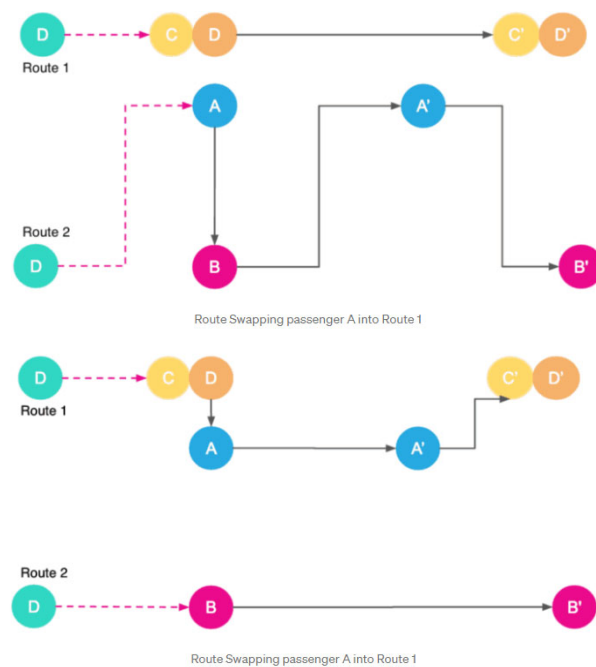 D C D C' D'
Route 1
A A'
Route 2
D B B'
Route Swapping passenger A into Route 1
D C D C' D'
Route 1
A A'
Route 2
D B B'
Route Swapping passenger A into Route 1